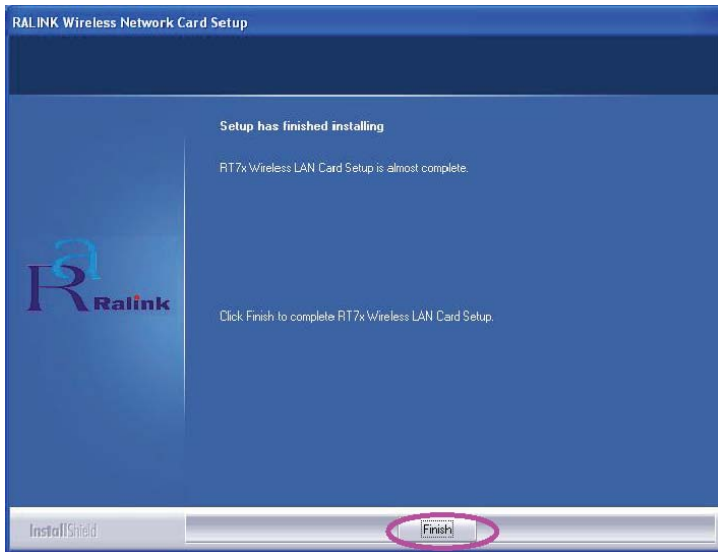 RALINK Wireless Network Card Setup
Setup has finished installing
RT7x Wireless LAN Card Setup is almost complete.
Ralink
Click Finish to complete RT7x Wireless LAN Card Setup.
InstallShield
Finish